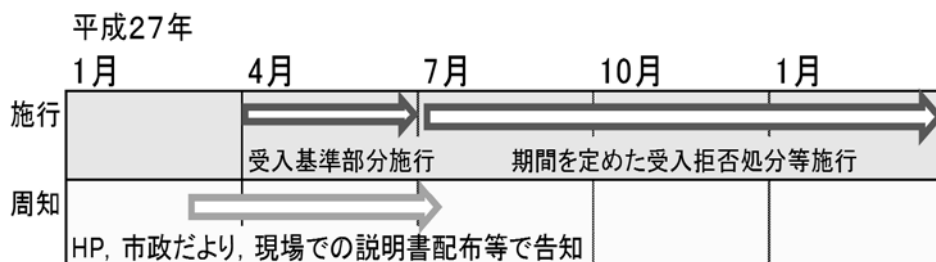 平成27年
1月 4月 7月 10月 1月
施行
受入基準部分施行 期間を定めた受入拒否処分等施行
周知
HP, 市政だより, 現場での説明書配布等で告知